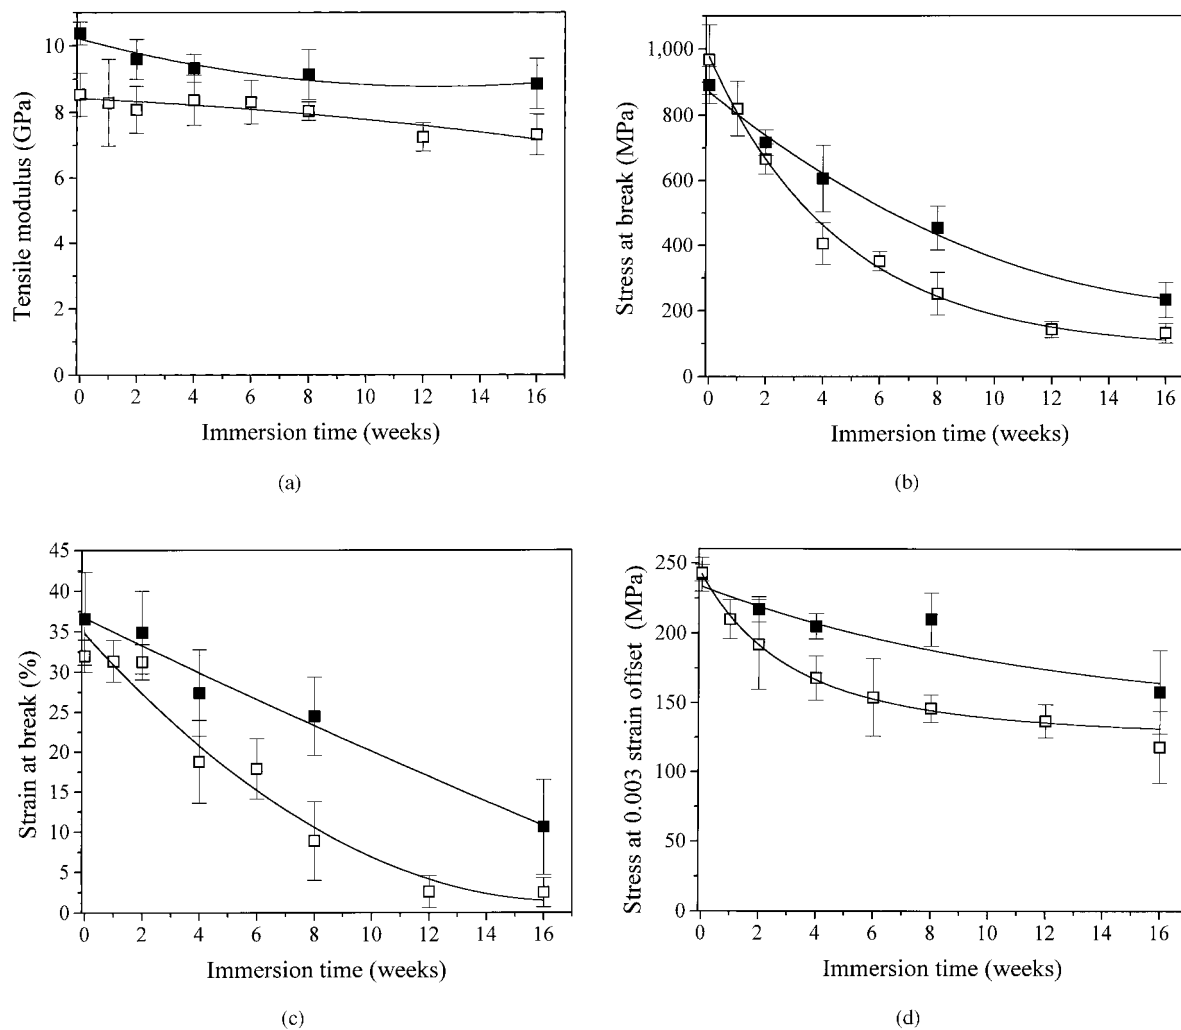 10
8
6
4
2
0
Tensile modulus (GPa)
0 2 4 6 8 10 12 14 16
Immersion time (weeks)
(a)
1,000
800
600
400
200
0
Stress at break (MPa)
0 2 4 6 8 10 12 14 16
Immersion time (weeks)
(b)
45
40
35
30
25
20
15
10
5
0
Strain at break (%)
0 2 4 6 8 10 12 14 16
Immersion time (weeks)
(c)
250
200
150
100
50
0
Stress at 0.003 strain offset (MPa)
0 2 4 6 8 10 12 14 16
Immersion time (weeks)
(d)